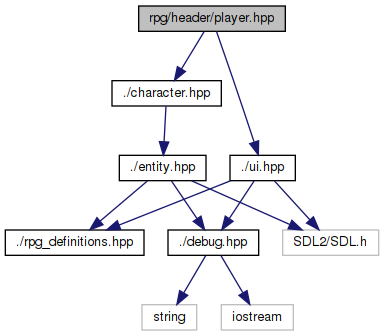 rpg/header/player.hpp
./character.hpp
./entity.hpp
./ui.hpp
./rpg_definitions.hpp
./debug.hpp
SDL2/SDL.h
string
iostream